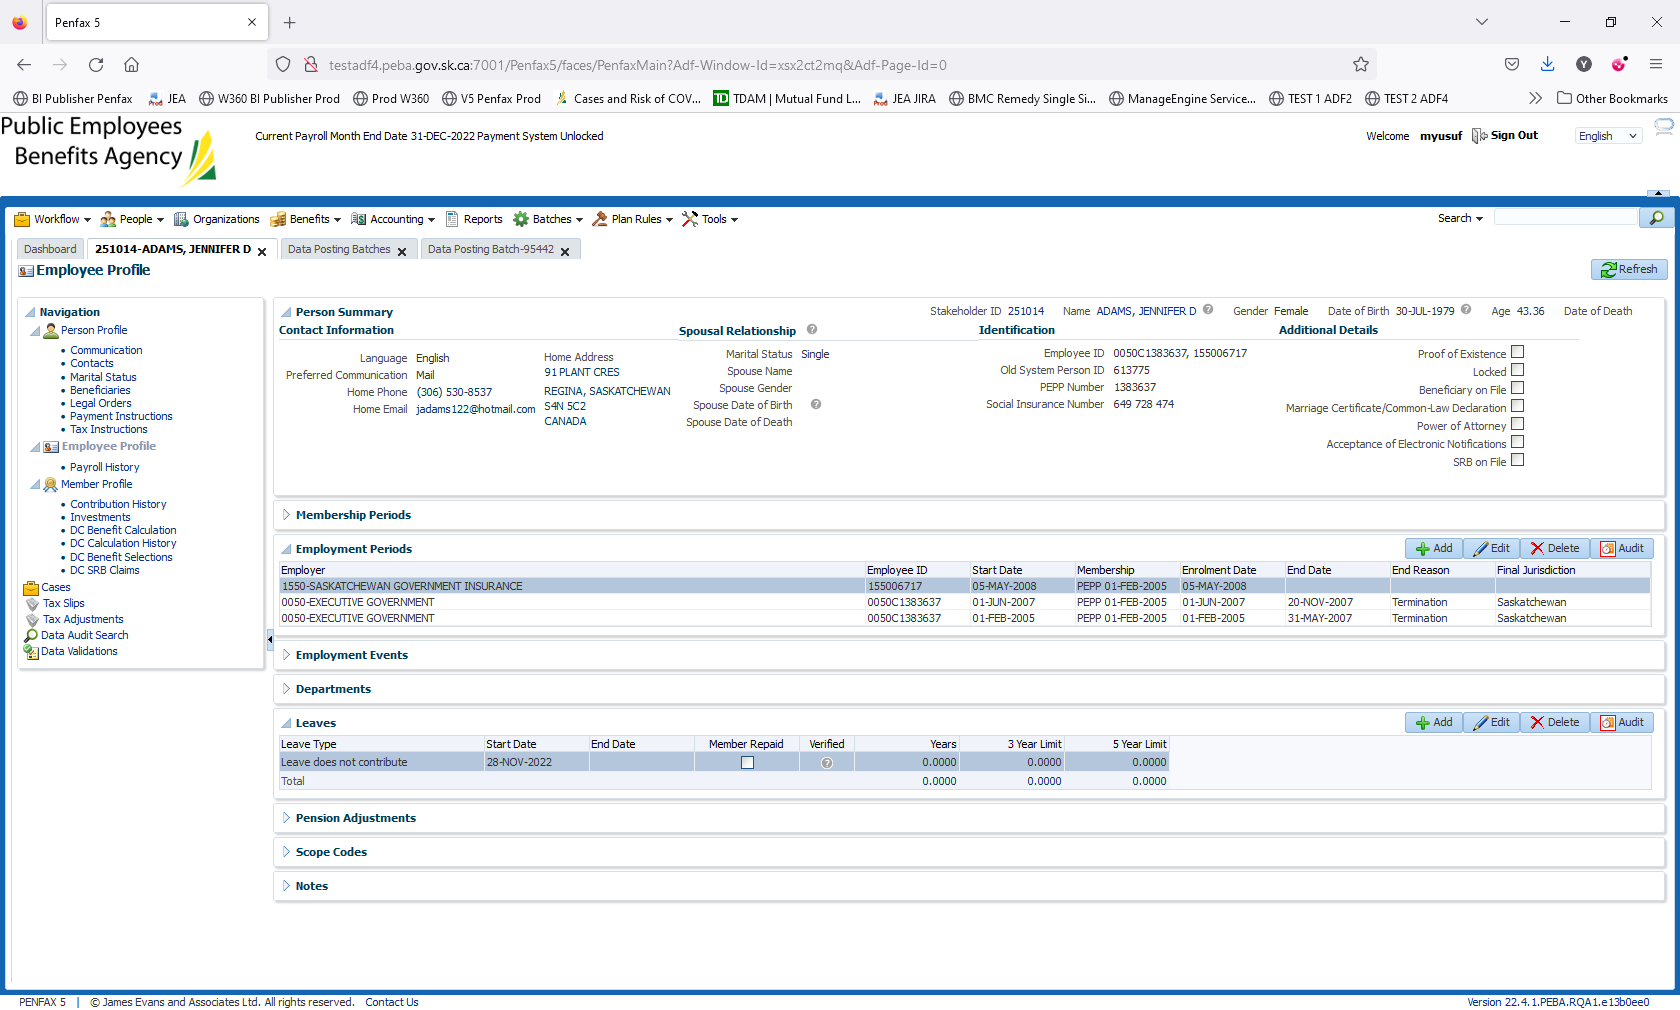 Penfax 5
testadf4.peba.gov.sk.ca:7001/Penfax5/faces/PenfaxMain?Adf-Window-Id=xsx2ct2mq&Adf-Page-Id=0
BI Publisher Penfax JEA W360 BI Publisher Prod Prod W360 V5 Penfax Prod Cases and Risk of COV... TDAM | Mutual Fund L... JEA JIRA BMC Remedy Single Si... ManageEngine Service... TEST 1 ADF2 TEST 2 ADF4 Other Bookmarks
Public Employees
Benefits Agency
Current Payroll Month End Date 31-DEC-2022 Payment System Unlocked
Welcome myusuf Sign Out English
Workflow People Organizations Benefits Accounting Reports Batches Plan Rules Tools Search
Dashboard 251014-ADAMS, JENNIFER D Data Posting Batches Data Posting Batch-95442
Employee Profile Refresh
Navigation
Person Profile
Communication
Contacts
Marital Status
Beneficiaries
Legal Orders
Payment Instructions
Tax Instructions
Employee Profile
Payroll History
Member Profile
Contribution History
Investments
DC Benefit Calculation
DC Calculation History
DC Benefit Selections
DC SRB Claims
Cases
Tax Slips
Tax Adjustments
Data Audit Search
Data Validations
Person Summary Stakeholder ID 251014 Name ADAMS, JENNIFER D Gender Female Date of Birth 30-JUL-1979 Age 43.36 Date of Death
Contact Information
Language English
Preferred Communication Mail
Home Phone (306) 530-8537
Home Email jadams122@hotmail.com
Home Address
91 PLANT CRES
REGINA, SASKATCHEWAN
S4N 5C2
CANADA
Spousal Relationship
Marital Status Single
Spouse Name
Spouse Gender
Spouse Date of Birth
Spouse Date of Death
Identification
Employee ID 0050C1383637, 155006717
Old System Person ID 613775
PEPP Number 1383637
Social Insurance Number 649 728 474
Additional Details
Proof of Existence
Locked
Beneficiary on File
Marriage Certificate/Common-Law Declaration
Power of Attorney
Acceptance of Electronic Notifications
SRB on File
Membership Periods
Employment Periods Add Edit Delete Audit
Employer Employee ID Start Date Membership Enrolment Date End Date End Reason Final Jurisdiction
1550-SASKATCHEWAN GOVERNMENT INSURANCE 155006717 05-MAY-2008 PEPP 01-FEB-2005 05-MAY-2008
0050-EXECUTIVE GOVERNMENT 0050C1383637 01-JUN-2007 PEPP 01-FEB-2005 01-JUN-2007 20-NOV-2007 Termination Saskatchewan
0050-EXECUTIVE GOVERNMENT 0050C1383637 01-FEB-2005 PEPP 01-FEB-2005 01-FEB-2005 31-MAY-2007 Termination Saskatchewan
Employment Events
Departments
Leaves Add Edit Delete Audit
Leave Type Start Date End Date Member Repaid Verified Years 3 Year Limit 5 Year Limit
Leave does not contribute 28-NOV-2022 0.0000 0.0000 0.0000
Total 0.0000 0.0000 0.0000
Pension Adjustments
Scope Codes
Notes
PENFAX 5 | © James Evans and Associates Ltd. All rights reserved. Contact Us Version 22.4.1.PEBA.RQA1.e13b0ee0